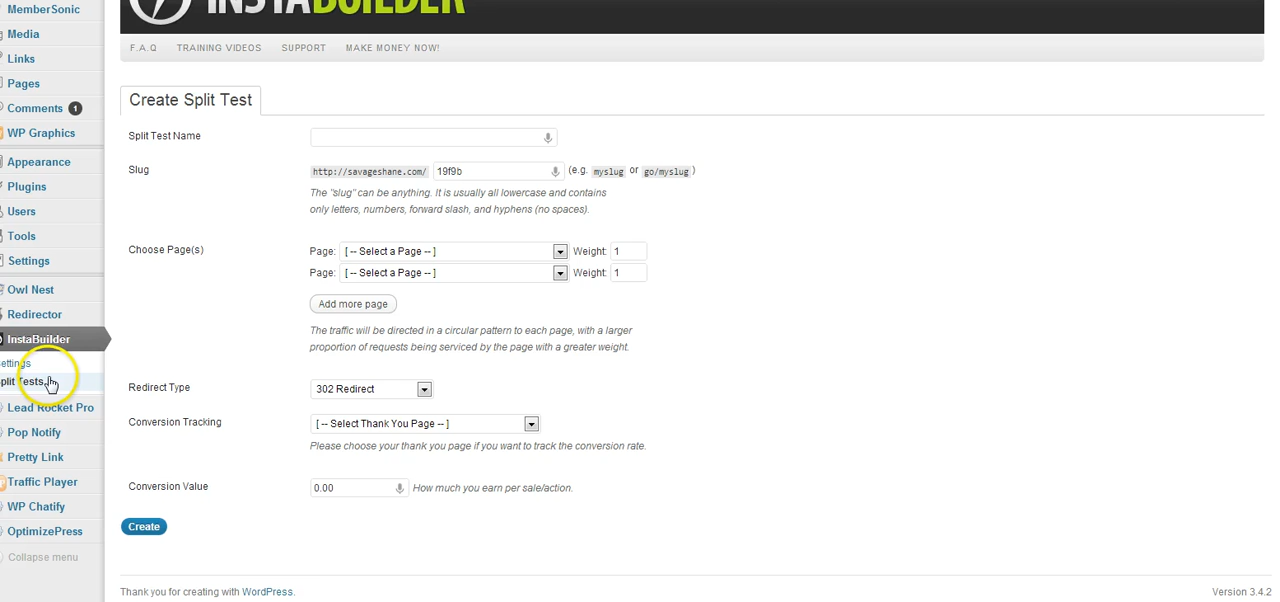 MemberSonic
Media
Links
Pages
Comments 1
WP Graphics
Appearance
Plugins
Users
Tools
Settings
Owl Nest
Redirector
InstaBuilder
ettings
plit Tests
Lead Rocket Pro
Pop Notify
Pretty Link
Traffic Player
WP Chatify
OptimizePress
Collapse menu
INSTABUILDER
F.A.Q TRAINING VIDEOS SUPPORT MAKE MONEY NOW!
Create Split Test
Split Test Name
Slug http://savageshane.com/ 19f9b (e.g. myslug or go/myslug)
The "slug" can be anything. It is usually all lowercase and contains
only letters, numbers, forward slash, and hyphens (no spaces).
Choose Page(s) Page: [ -- Select a Page -- ] Weight: 1
Page: [ -- Select a Page -- ] Weight: 1
Add more page
The traffic will be directed in a circular pattern to each page, with a larger
proportion of requests being serviced by the page with a greater weight.
Redirect Type 302 Redirect
Conversion Tracking [ -- Select Thank You Page -- ]
Please choose your thank you page if you want to track the conversion rate.
Conversion Value 0.00 How much you earn per sale/action.
Create
Thank you for creating with WordPress. Version 3.4.2